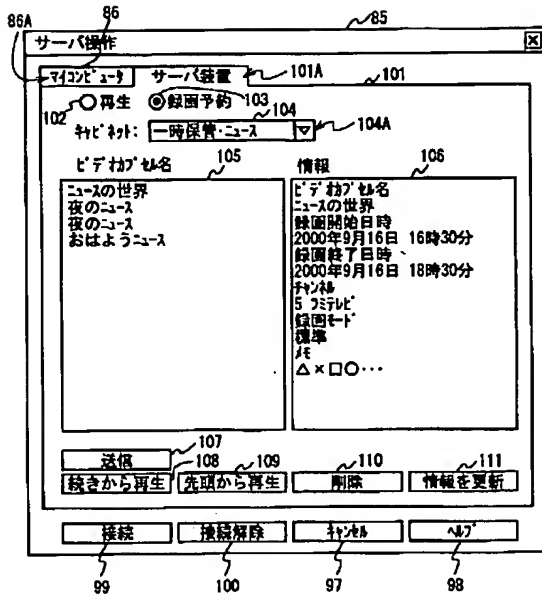 86
86A
85
サーバ操作
マイコンピュータ
サーバ装置
101A
101
102
再生
録画予約
103
104
キャビネット:
一時保管・ニュース
104A
ビデオカプセル名
105
情報
106
ニュースの世界
夜のニュース
夜のニュース
おはようニュース
ビデオカプセル名
ニュースの世界
録画開始日時
2000年9月16日 16時30分
録画終了日時
2000年9月16日 18時30分
チャンネル
5 フミテレビ
録画モード
標準
メモ
△×□○・・・
107
送信
108
109
110
111
続きから再生
先頭から再生
削除
情報を更新
接続
接続解除
キャンセル
ヘルプ
99
100
97
98